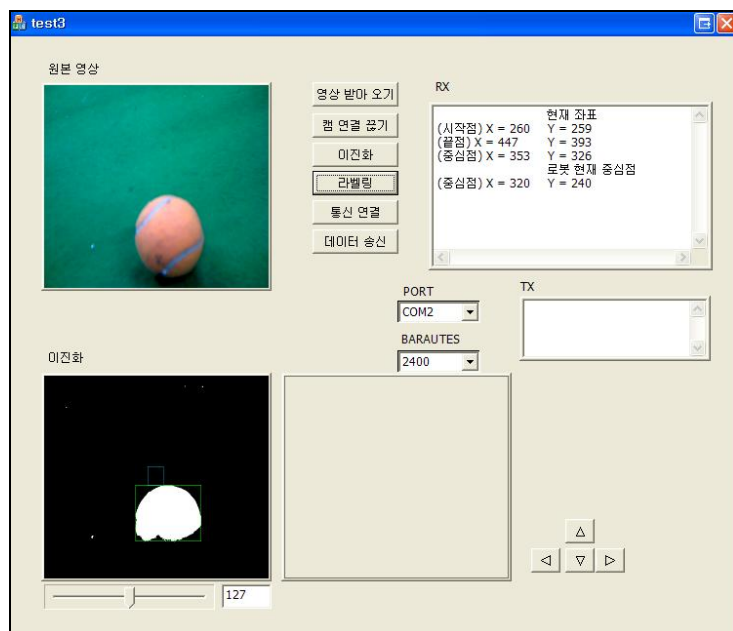 test3
원본 영상
영상 받아 오기
캠 연결 끊기
이진화
라벨링
통신 연결
데이터 송신
RX
현재 좌표
(시작점) X = 260 Y = 259
(끝점) X = 447 Y = 393
(중심점) X = 353 Y = 326
로봇 현재 중심점
(중심점) X = 320 Y = 240
PORT
COM2
BARAUTES
2400
TX
이진화
127